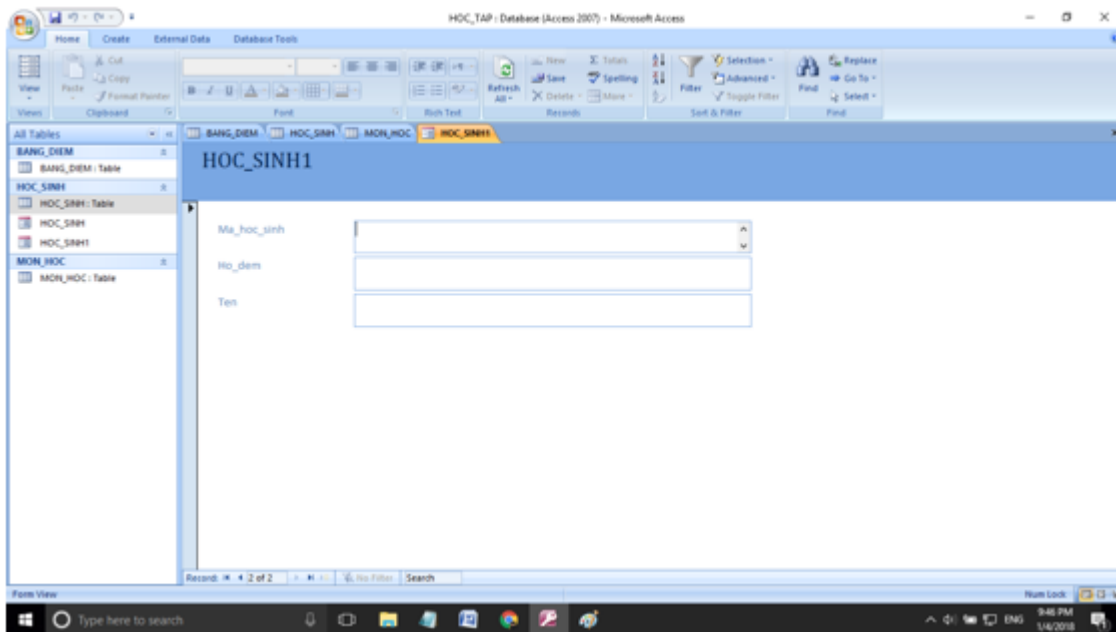 HOC_TAP : Database (Access 2007) - Microsoft Access
Home Create External Data Database Tools
View
Paste
Cut
Copy
Format Painter
B I U
Refresh All
New
Save
Delete
Totals
Spelling
More
Filter
Selection
Advanced
Toggle Filter
Find
Replace
Go To
Select
Views Clipboard Font Rich Text Records Sort & Filter Find
All Tables
BANG_DIEM HOC_SINH MON_HOC HOC_SINH1
BANG_DIEM
BANG_DIEM : Table
HOC_SINH
HOC_SINH : Table
HOC_SINH
HOC_SINH1
MON_HOC
MON_HOC : Table
HOC_SINH1
Ma_hoc_sinh
Ho_dem
Ten
Record: 2 of 2 No Filter Search
Form View
Num Lock
Type here to search
ENG
9:46 PM
1/4/2018